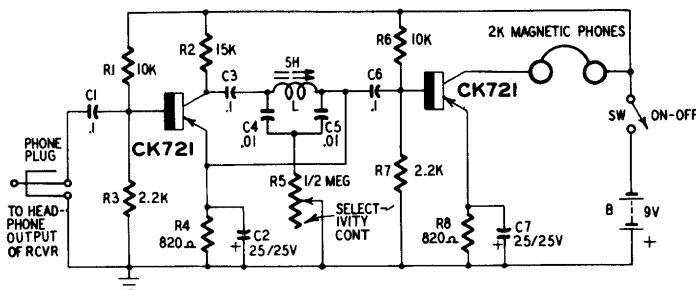 R1
10K
R2
15K
C3
.1
5H
L
C6
.1
R6
10K
2K MAGNETIC PHONES
C1
.1
CK721
C4
.01
C5
.01
CK721
SW
ON-OFF
PHONE
PLUG
R3
2.2K
R5
1/2 MEG
R7
2.2K
TO HEAD-
PHONE
OUTPUT
OF RCVR
R4
820Ω
+
C2
25/25V
SELECT-
IVITY
CONT
R8
820Ω
+
C7
25/25V
B
9V
+